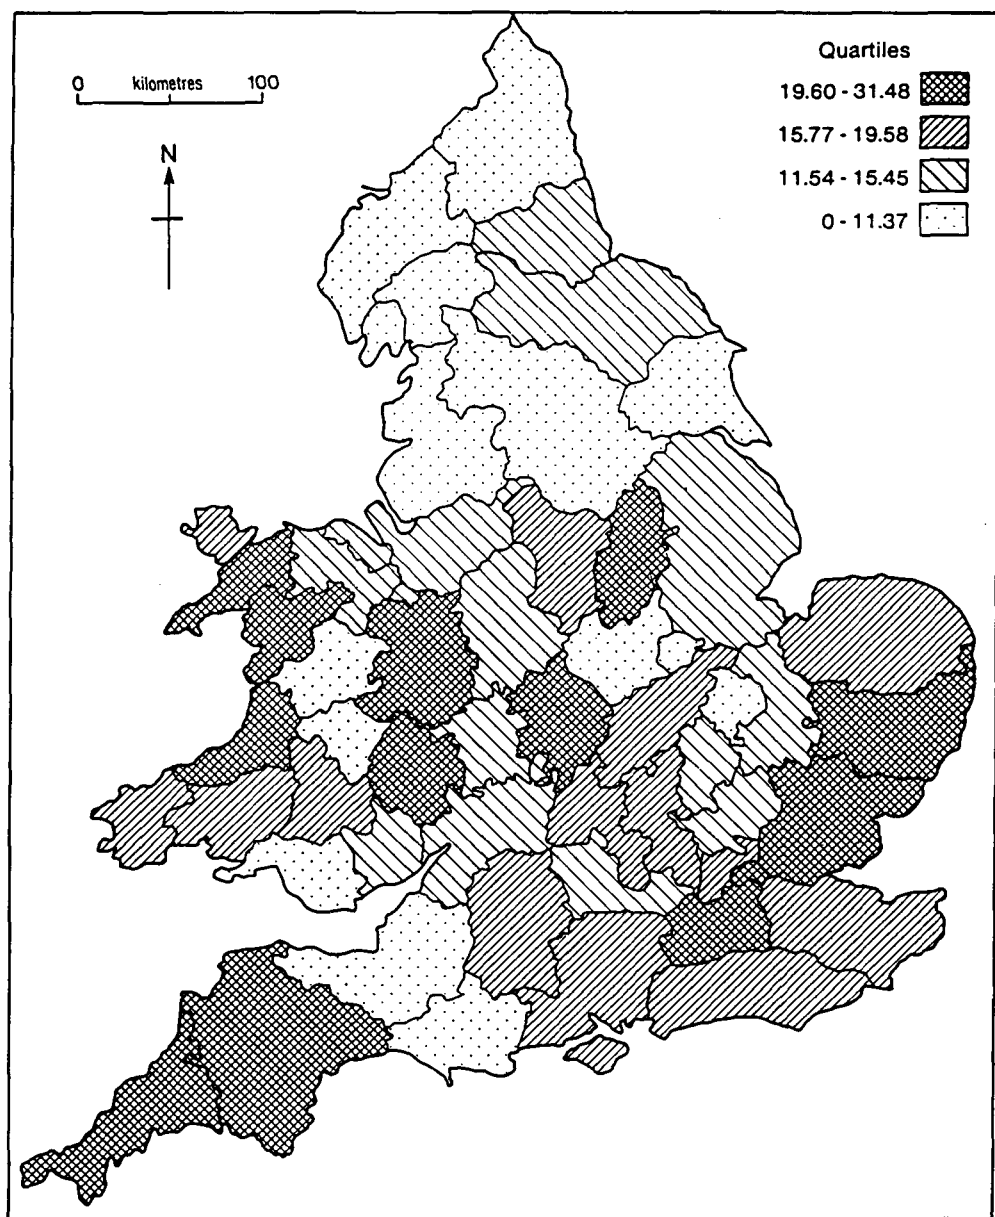 Quartiles
0 kilometres 100
19.60 - 31.48
15.77 - 19.58
11.54 - 15.45
0 - 11.37
N